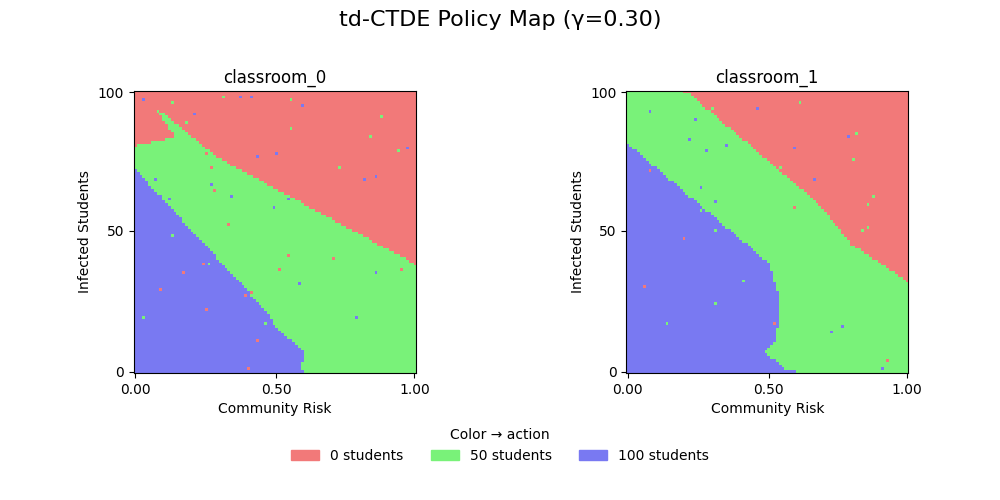 td-CTDE Policy Map (γ=0.30)
classroom_0
classroom_1
100
50
0
Infected Students
0.00 0.50 1.00
Community Risk
100
50
0
Infected Students
0.00 0.50 1.00
Community Risk
Color → action
0 students 50 students 100 students